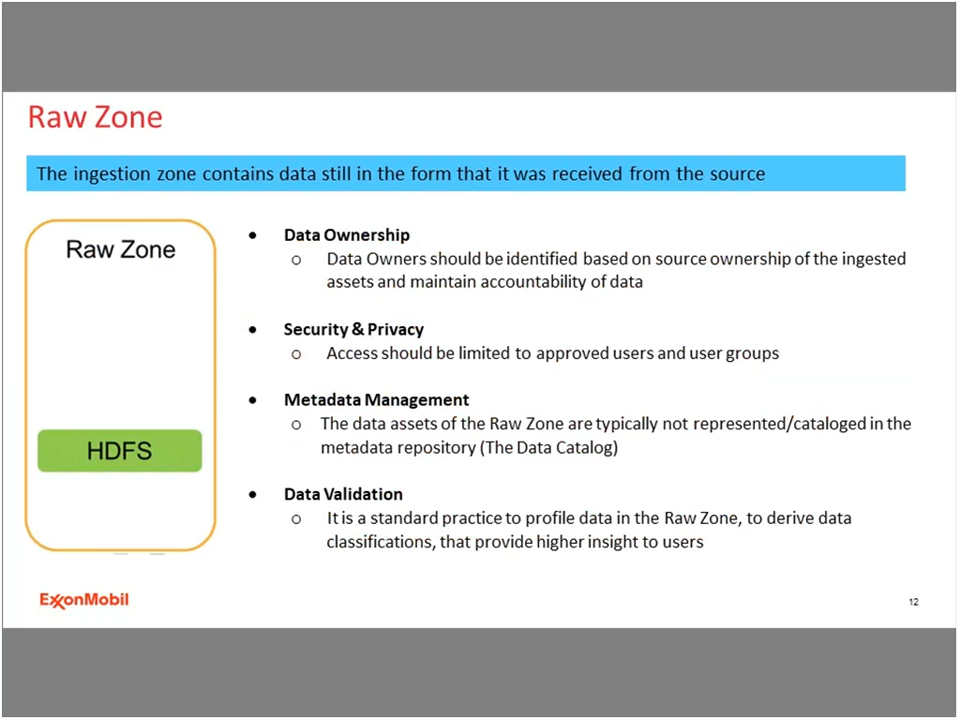 Raw Zone
The ingestion zone contains data still in the form that it was received from the source
Raw Zone
HDFS
• Data Ownership
o Data Owners should be identified based on source ownership of the ingested
assets and maintain accountability of data
• Security & Privacy
o Access should be limited to approved users and user groups
• Metadata Management
o The data assets of the Raw Zone are typically not represented/cataloged in the
metadata repository (The Data Catalog)
• Data Validation
o It is a standard practice to profile data in the Raw Zone, to derive data
classifications, that provide higher insight to users
ExxonMobil
12